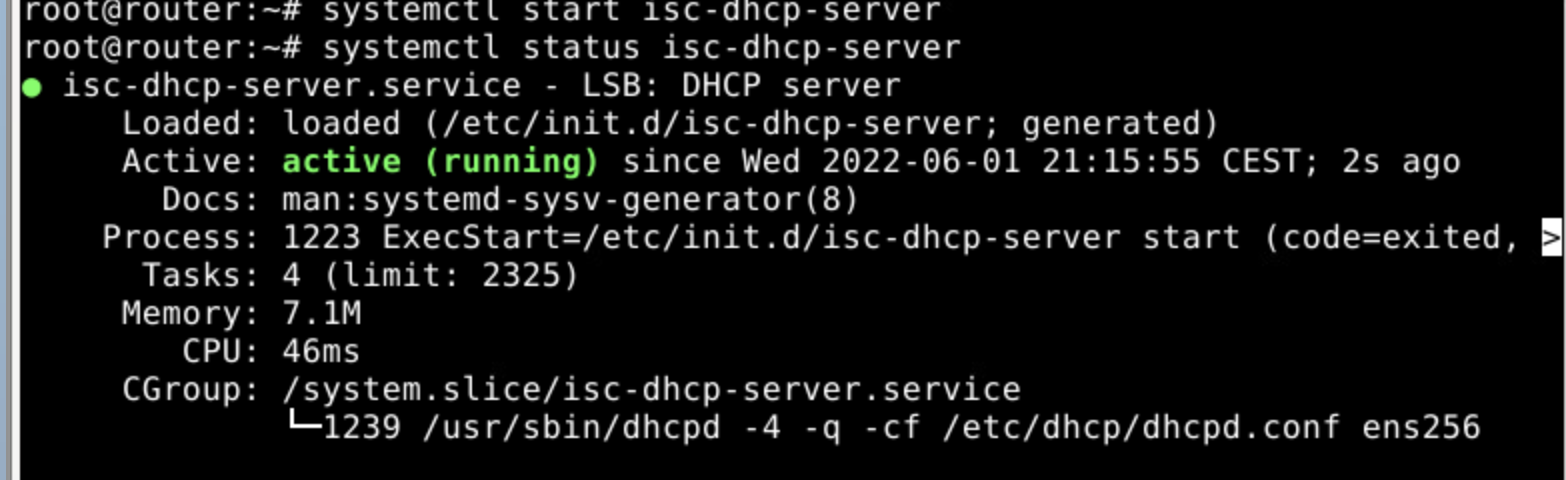 root@router:~# systemctl start isc-dhcp-server
root@router:~# systemctl status isc-dhcp-server
● isc-dhcp-server.service - LSB: DHCP server
     Loaded: loaded (/etc/init.d/isc-dhcp-server; generated)
     Active: active (running) since Wed 2022-06-01 21:15:55 CEST; 2s ago
       Docs: man:systemd-sysv-generator(8)
    Process: 1223 ExecStart=/etc/init.d/isc-dhcp-server start (code=exited, >
      Tasks: 4 (limit: 2325)
     Memory: 7.1M
        CPU: 46ms
     CGroup: /system.slice/isc-dhcp-server.service
             └─1239 /usr/sbin/dhcpd -4 -q -cf /etc/dhcp/dhcpd.conf ens256